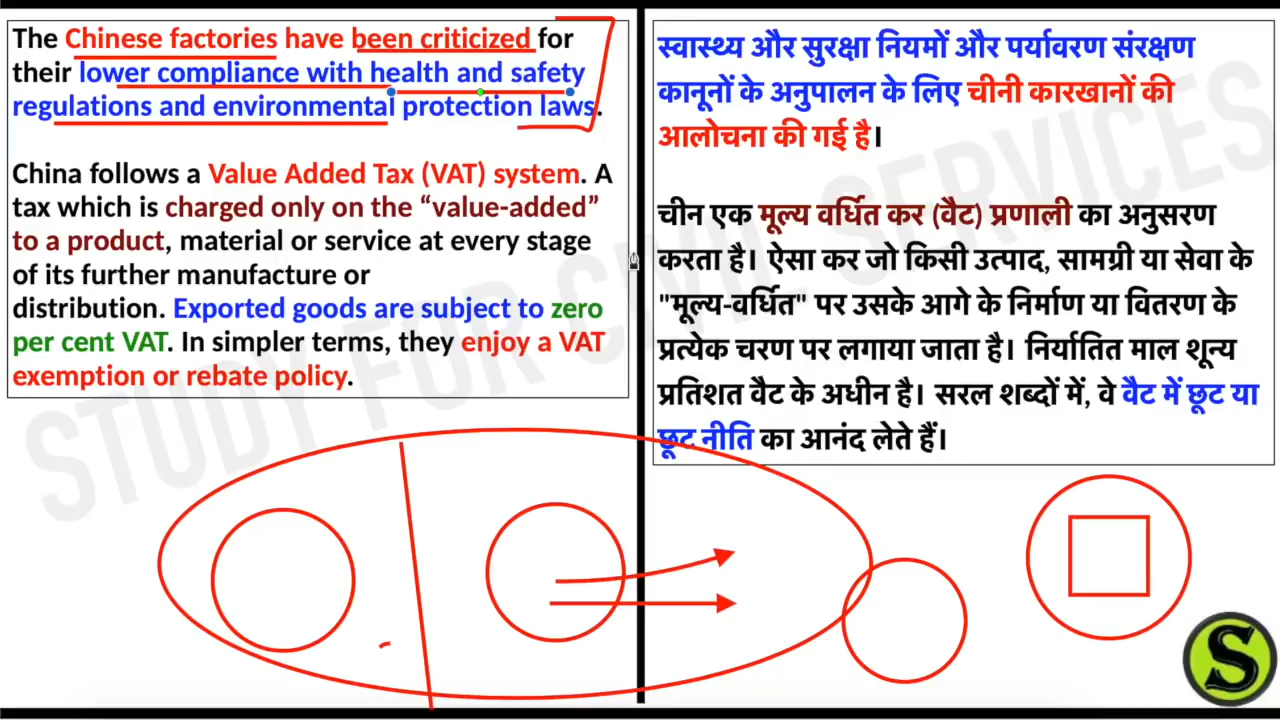 The Chinese factories have been criticized for
their lower compliance with health and safety
regulations and environmental protection laws.
China follows a Value Added Tax (VAT) system. A
tax which is charged only on the “value-added”
to a product, material or service at every stage
of its further manufacture or
distribution. Exported goods are subject to zero
per cent VAT. In simpler terms, they enjoy a VAT
exemption or rebate policy.
स्वास्थ्य और सुरक्षा नियमों और पर्यावरण संरक्षण
कानूनों के अनुपालन के लिए चीनी कारखानों की
आलोचना की गई है।
चीन एक मूल्य वर्धित कर (वैट) प्रणाली का अनुसरण
करता है। ऐसा कर जो किसी उत्पाद, सामग्री या सेवा के
"मूल्य-वर्धित" पर उसके आगे के निर्माण या वितरण के
प्रत्येक चरण पर लगाया जाता है। निर्यातित माल शून्य
प्रतिशत वैट के अधीन है। सरल शब्दों में, वे वैट में छूट या
छूट नीति का आनंद लेते हैं।
STUDY FOR CIVIL SERVICES
S